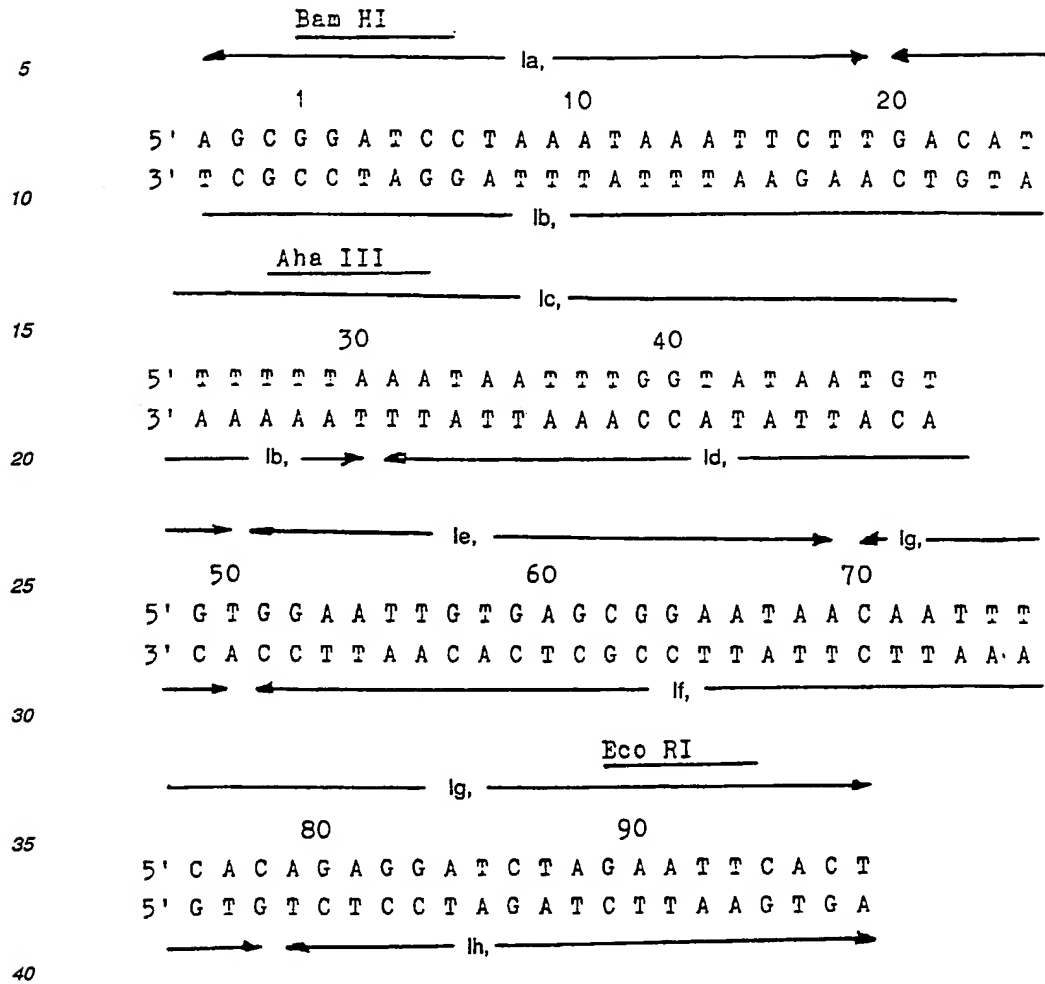 Bam HI
5 Ia,
1 10 20
5' A G C G G A T C C T A A A T A A A T T C T T G A C A T
3' T C G C C T A G G A T T T A T T T A A G A A C T G T A
10
Ib,
Aha III
Ic,
15
30 40
5' T T T T T A A A T A A T T T G G T A T A A T G T
3' A A A A A T T T A T T A A A C C A T A T T A C A
20 Ib, Id,
Ie, Ig,
25 50 60 70
5' G T G G A A T T G T G A G C G G A A T A A C A A T T T
3' C A C C T T A A C A C T C G C C T T A T T C T T A A· A
If,
30
Eco RI
Ig,
80 90
35
5' C A C A G A G G A T C T A G A A T T C A C T
5' G T G T C T C C T A G A T C T T A A G T G A
Ih,
40